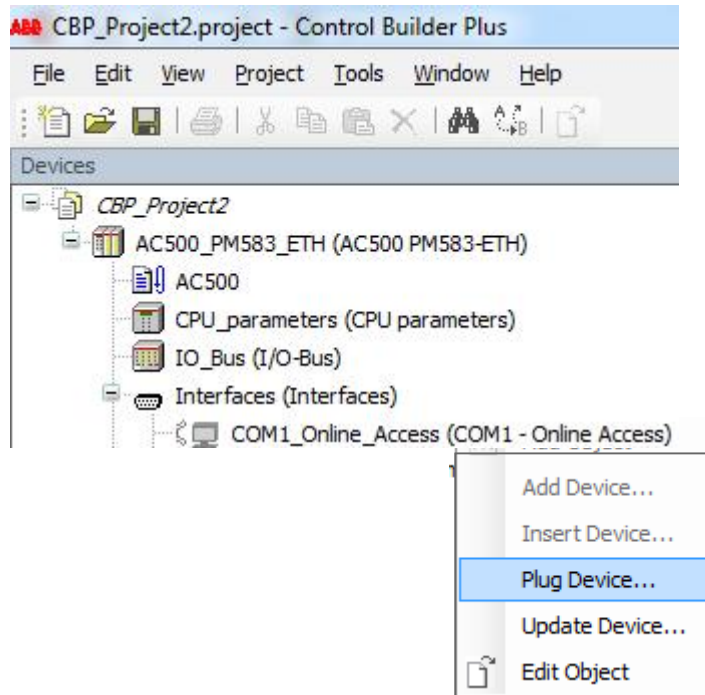 ABB CBP_Project2.project - Control Builder Plus
File Edit View Project Tools Window Help
Devices
CBP_Project2
AC500_PM583_ETH (AC500 PM583-ETH)
AC500
CPU_parameters (CPU parameters)
IO_Bus (I/O-Bus)
Interfaces (Interfaces)
COM1_Online_Access (COM1 - Online Access)
Add Device...
Insert Device...
Plug Device...
Update Device...
Edit Object